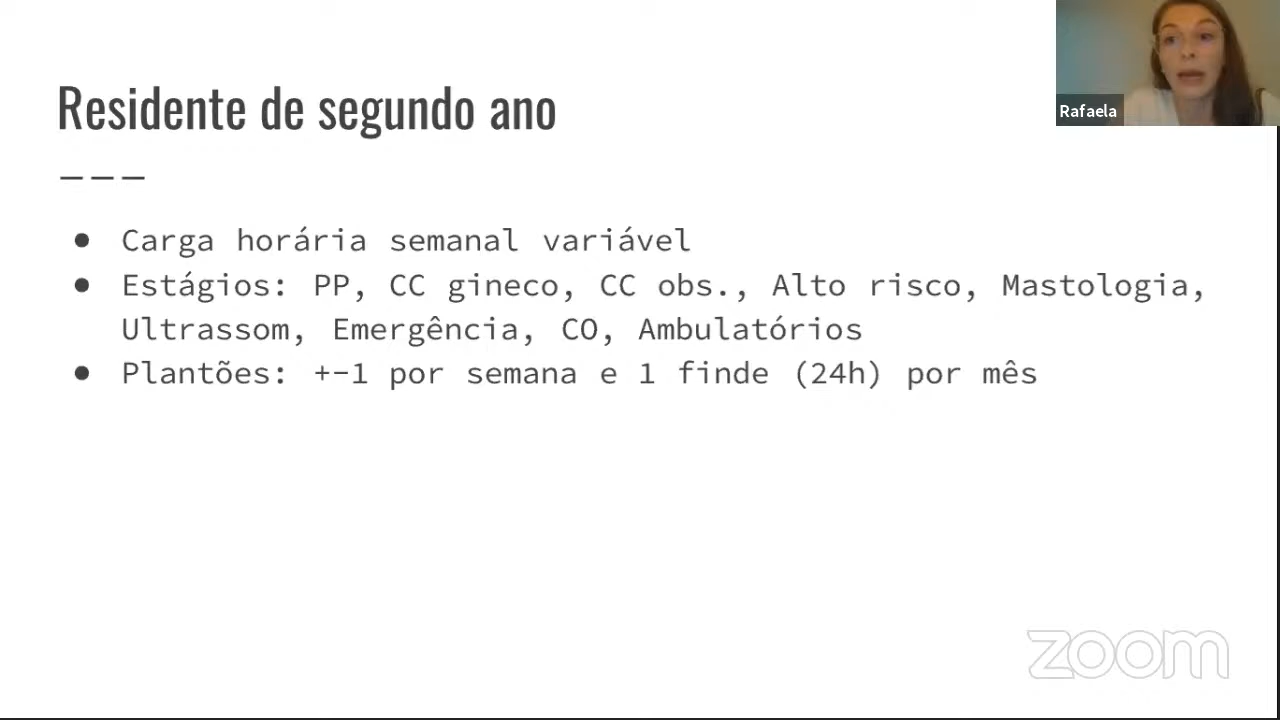 Residente de segundo ano
Rafaela
● Carga horária semanal variável
● Estágios: PP, CC gineco, CC obs., Alto risco, Mastologia,
Ultrassom, Emergência, CO, Ambulatórios
● Plantões: +-1 por semana e 1 finde (24h) por mês
zoom